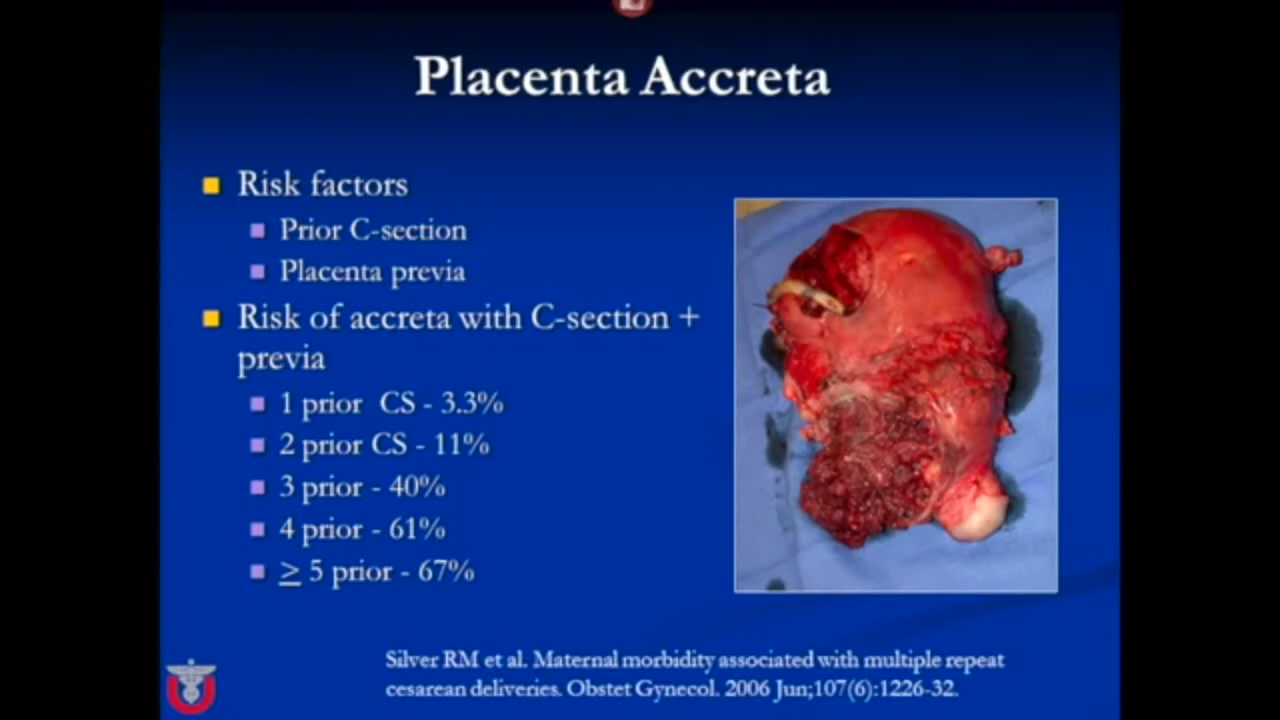 Placenta Accreta
Risk factors
Prior C-section
Placenta previa
Risk of accreta with C-section +
previa
1 prior  CS - 3.3%
2 prior CS - 11%
3 prior - 40%
4 prior - 61%
≥ 5 prior - 67%
Silver RM et al. Maternal morbidity associated with multiple repeat
cesarean deliveries. Obstet Gynecol. 2006 Jun;107(6):1226-32.